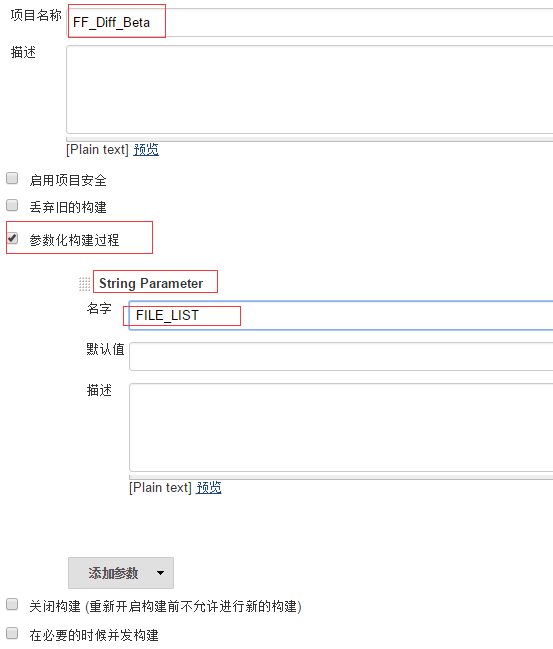 项目名称 FF_Diff_Beta
描述
[Plain text] 预览
启用项目安全
丢弃旧的构建
参数化构建过程
String Parameter
名字 FILE_LIST
默认值
描述
[Plain text] 预览
添加参数
关闭构建 (重新开启构建前不允许进行新的构建)
在必要的时候并发构建